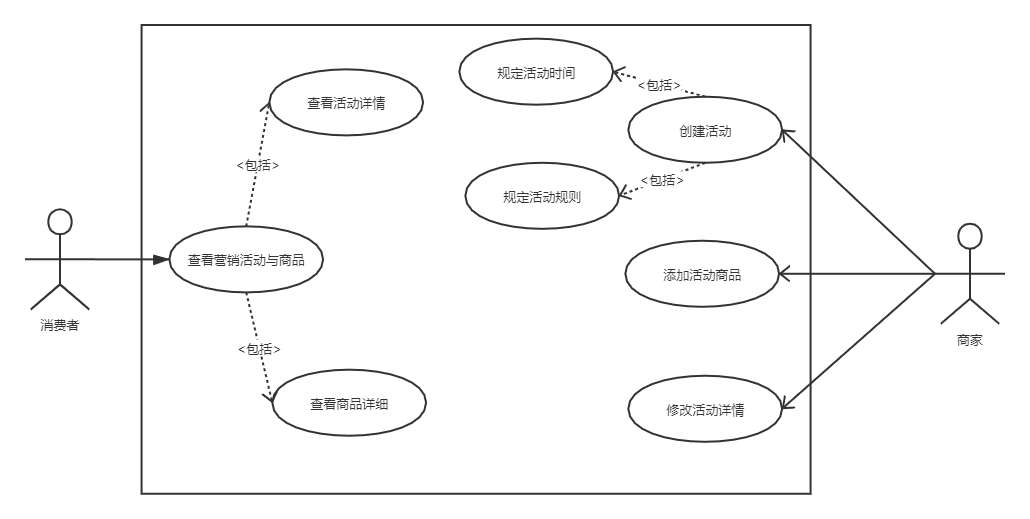 规定活动时间
<包括>
查看活动详情
创建活动
<包括>
<包括>
规定活动规则
查看营销活动与商品
添加活动商品
消费者
商家
<包括>
查看商品详细
修改活动详情